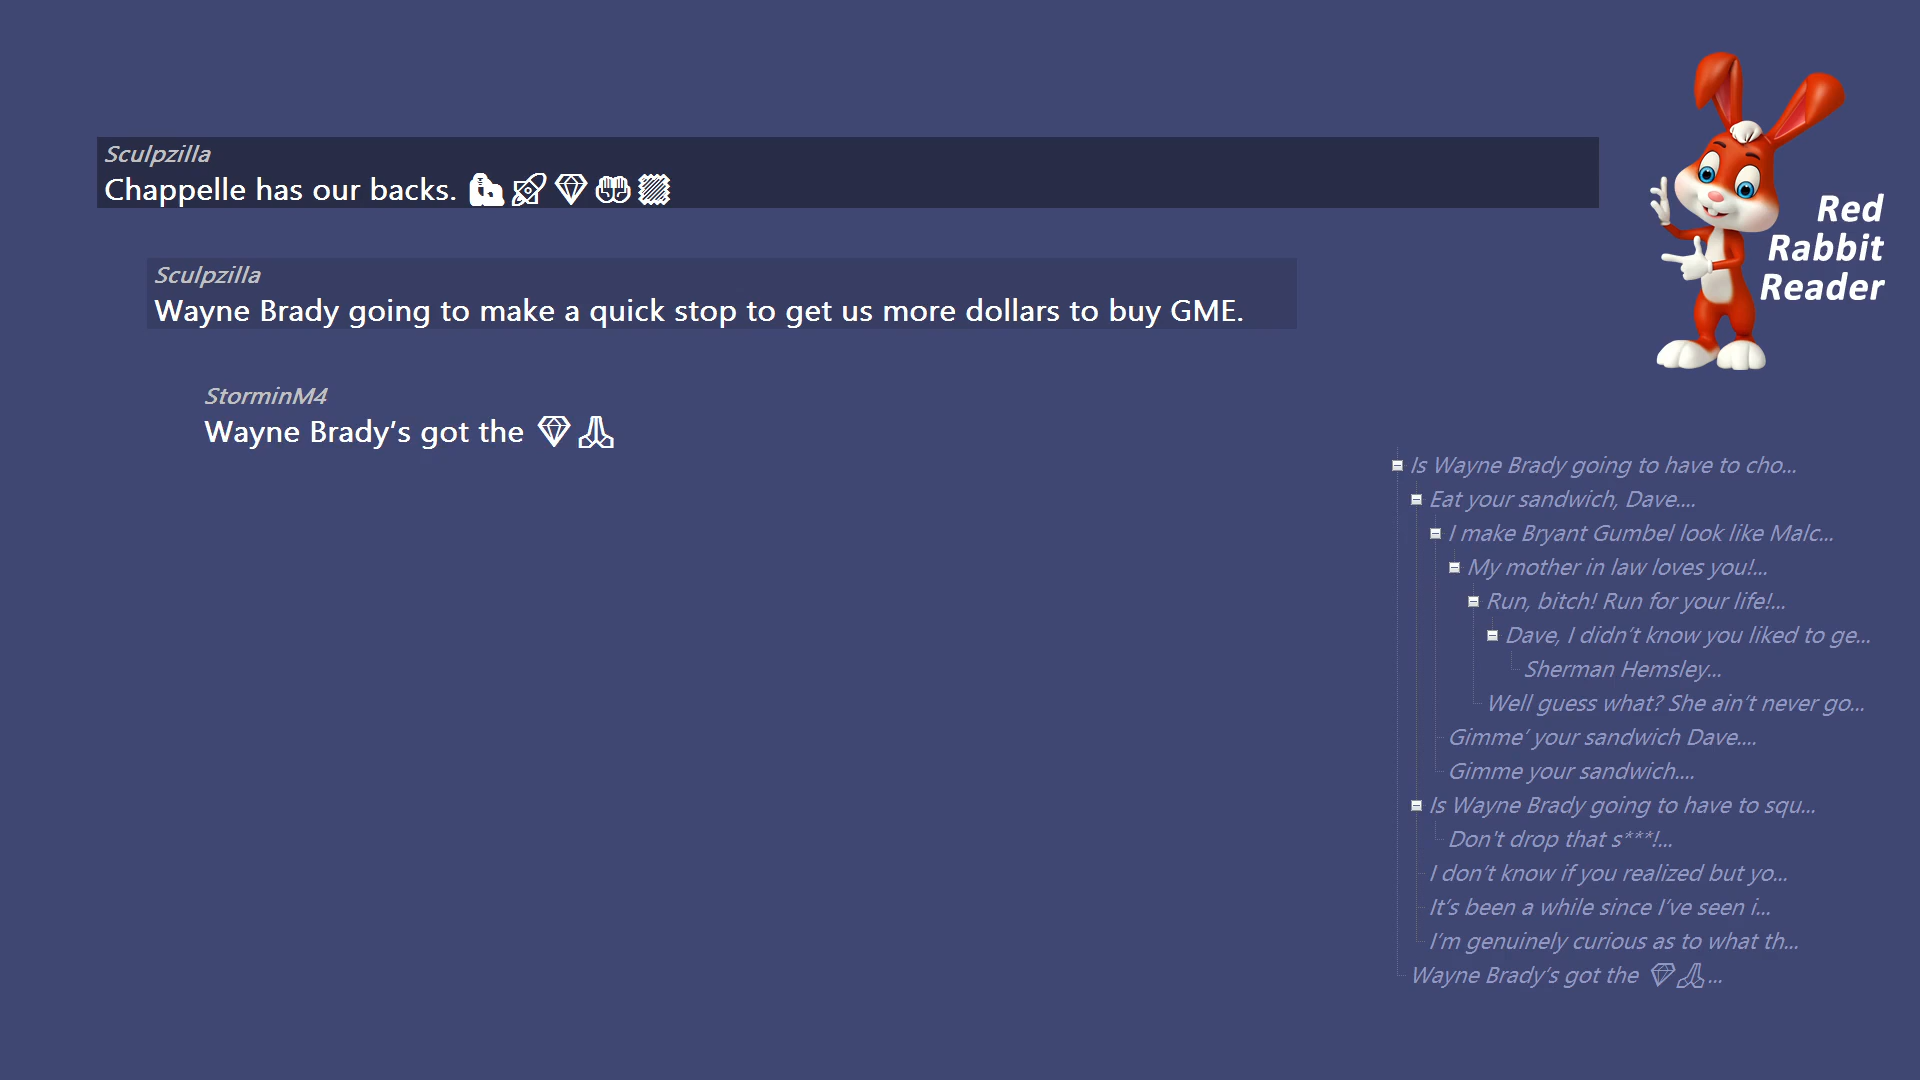 Sculpzilla
Chappelle has our backs.
Sculpzilla
Wayne Brady going to make a quick stop to get us more dollars to buy GME.
StorminM4
Wayne Brady’s got the 💎🙏
Red
Rabbit
Reader
Is Wayne Brady going to have to cho...
Eat your sandwich, Dave....
I make Bryant Gumbel look like Malc...
My mother in law loves you!...
Run, bitch! Run for your life!...
Dave, I didn’t know you liked to ge...
Sherman Hemsley...
Well guess what? She ain’t never go...
Gimme’ your sandwich Dave....
Gimme your sandwich....
Is Wayne Brady going to have to squ...
Don't drop that s***!...
I don’t know if you realized but yo...
It’s been a while since I’ve seen i...
I’m genuinely curious as to what th...
Wayne Brady’s got the 💎🙏...